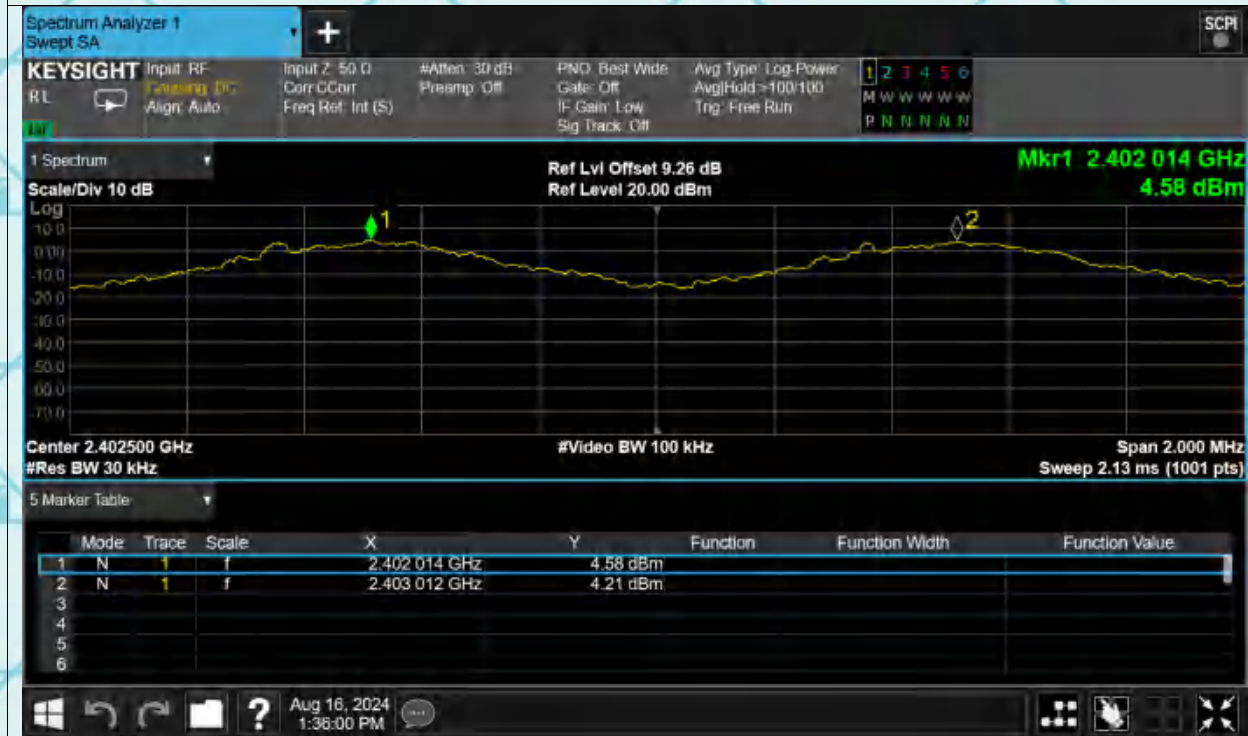 Spectrum Analyzer 1
Swept SA
+
SCPI
KEYSIGHT Input: RF Input Z: 50 Ω #Atten: 30 dB PNO: Best Wide Avg Type: Log-Power 1 2 3 4 5 6
RL Coupling: DC Corr CCorr Preamp: Off Gate: Off Avg|Hold:>100/100 M W W W W W
Align: Auto Freq Ref: Int (S) IF Gain: Low Trig: Free Run P N N N N N
Sig Track: Off
1 Spectrum Ref Lvl Offset 9.26 dB Mkr1 2.402 014 GHz
Scale/Div 10 dB Ref Level 20.00 dBm 4.58 dBm
Log
10.0
0.00
-10.0
-20.0
-30.0
-40.0
-50.0
-60.0
-70.0
1
2
Center 2.402500 GHz #Video BW 100 kHz Span 2.000 MHz
#Res BW 30 kHz Sweep 2.13 ms (1001 pts)
5 Marker Table
Mode Trace Scale X Y Function Function Width Function Value
1 N 1 f 2.402 014 GHz 4.58 dBm
2 N 1 f 2.403 012 GHz 4.21 dBm
3
4
5
6
? Aug 16, 2024
1:36:00 PM